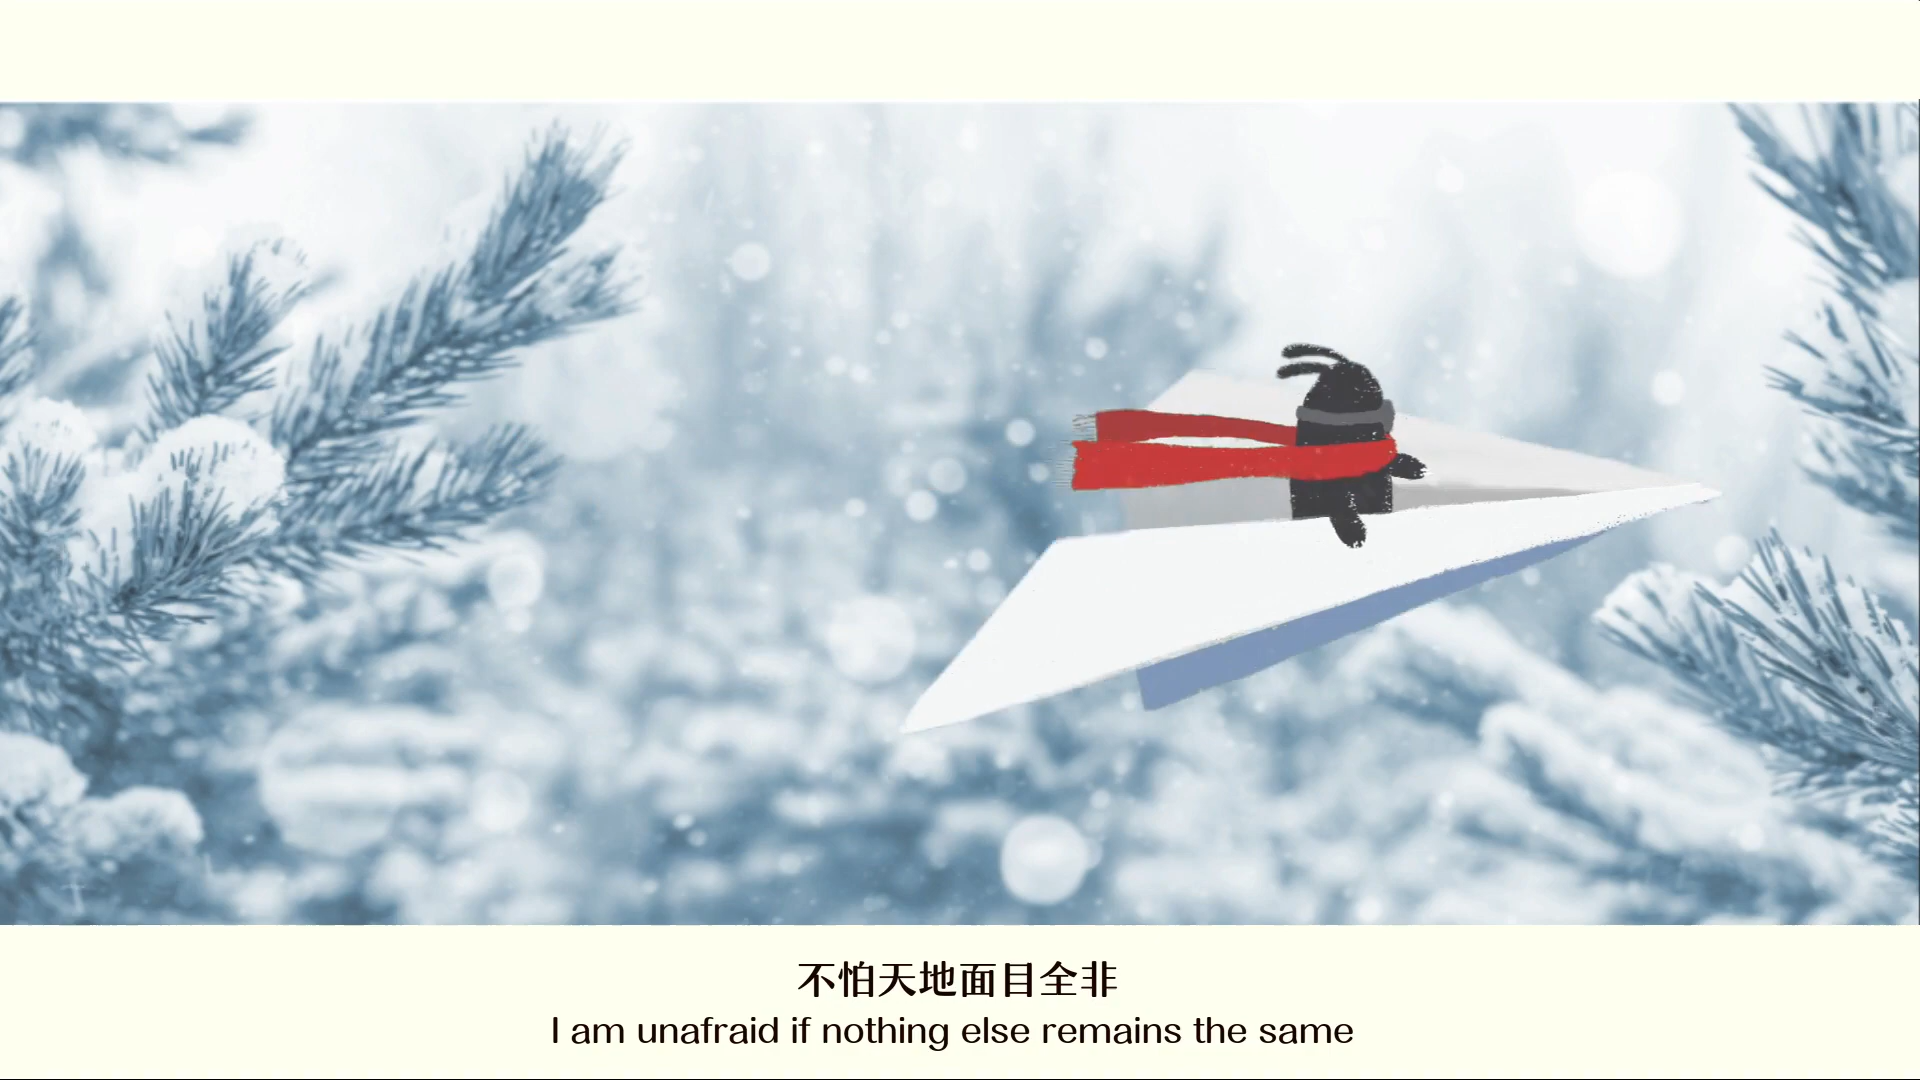 不怕天地面目全非
I am unafraid if nothing else remains the same